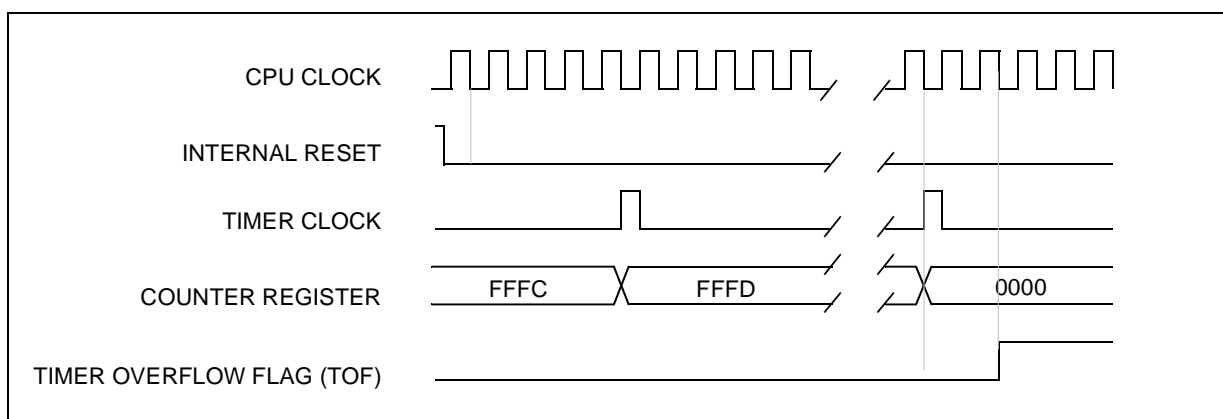 CPU CLOCK
INTERNAL RESET
TIMER CLOCK
COUNTER REGISTER
FFFC
FFFD
0000
TIMER OVERFLOW FLAG (TOF)